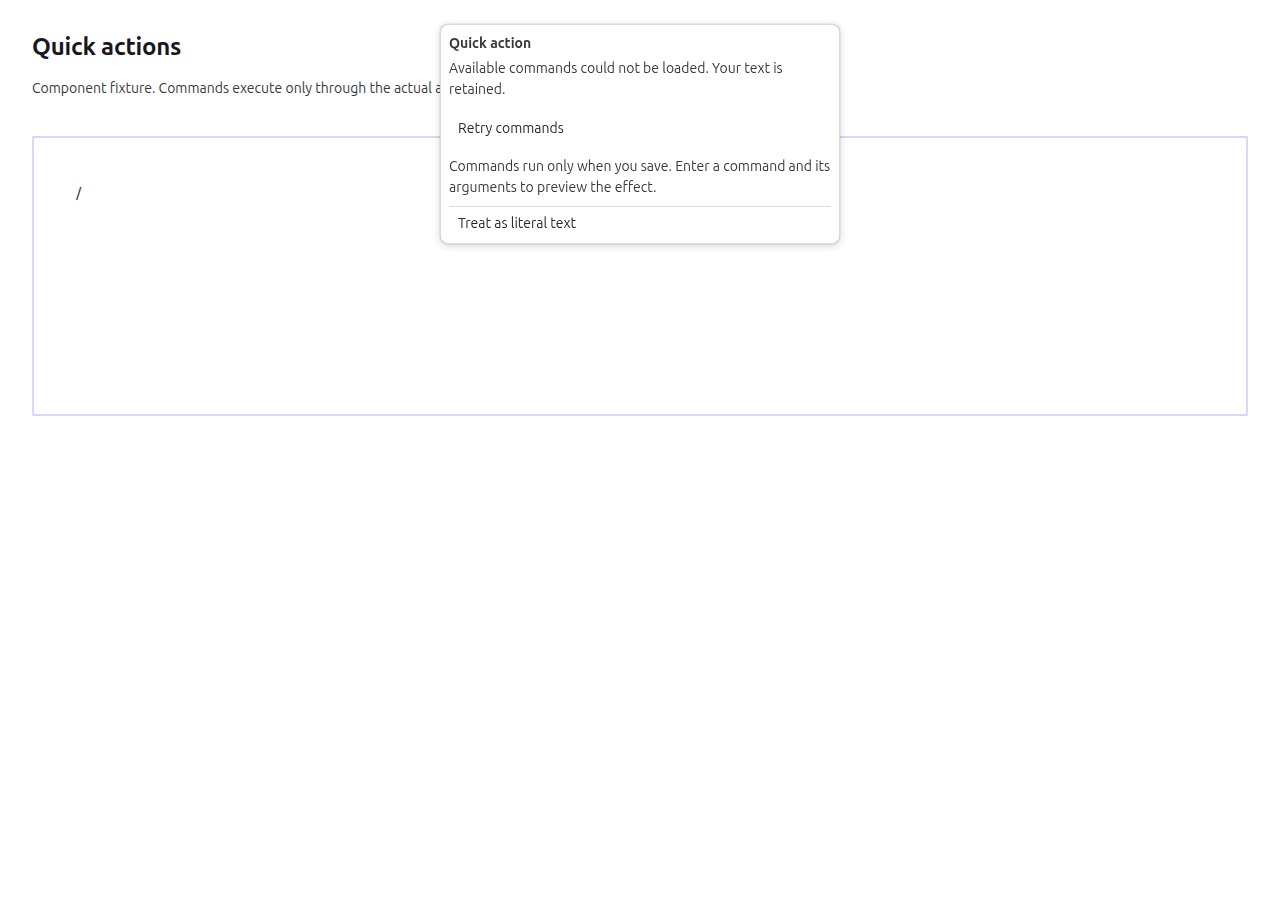 Quick actions
Component fixture. Commands execute only through the actual
/
Quick action
Available commands could not be loaded. Your text is
retained.
Retry commands
Commands run only when you save. Enter a command and its
arguments to preview the effect.
Treat as literal text